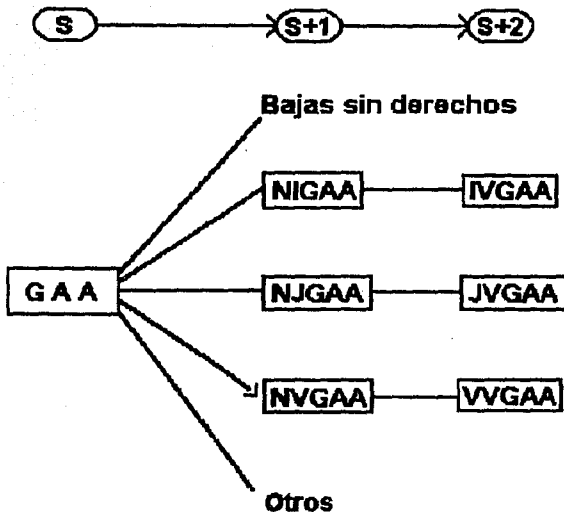 S S+1 S+2
Bajas sin derechos
NIGAA IVGAA
GAA NJGAA JVGAA
NVGAA VVGAA
Otros